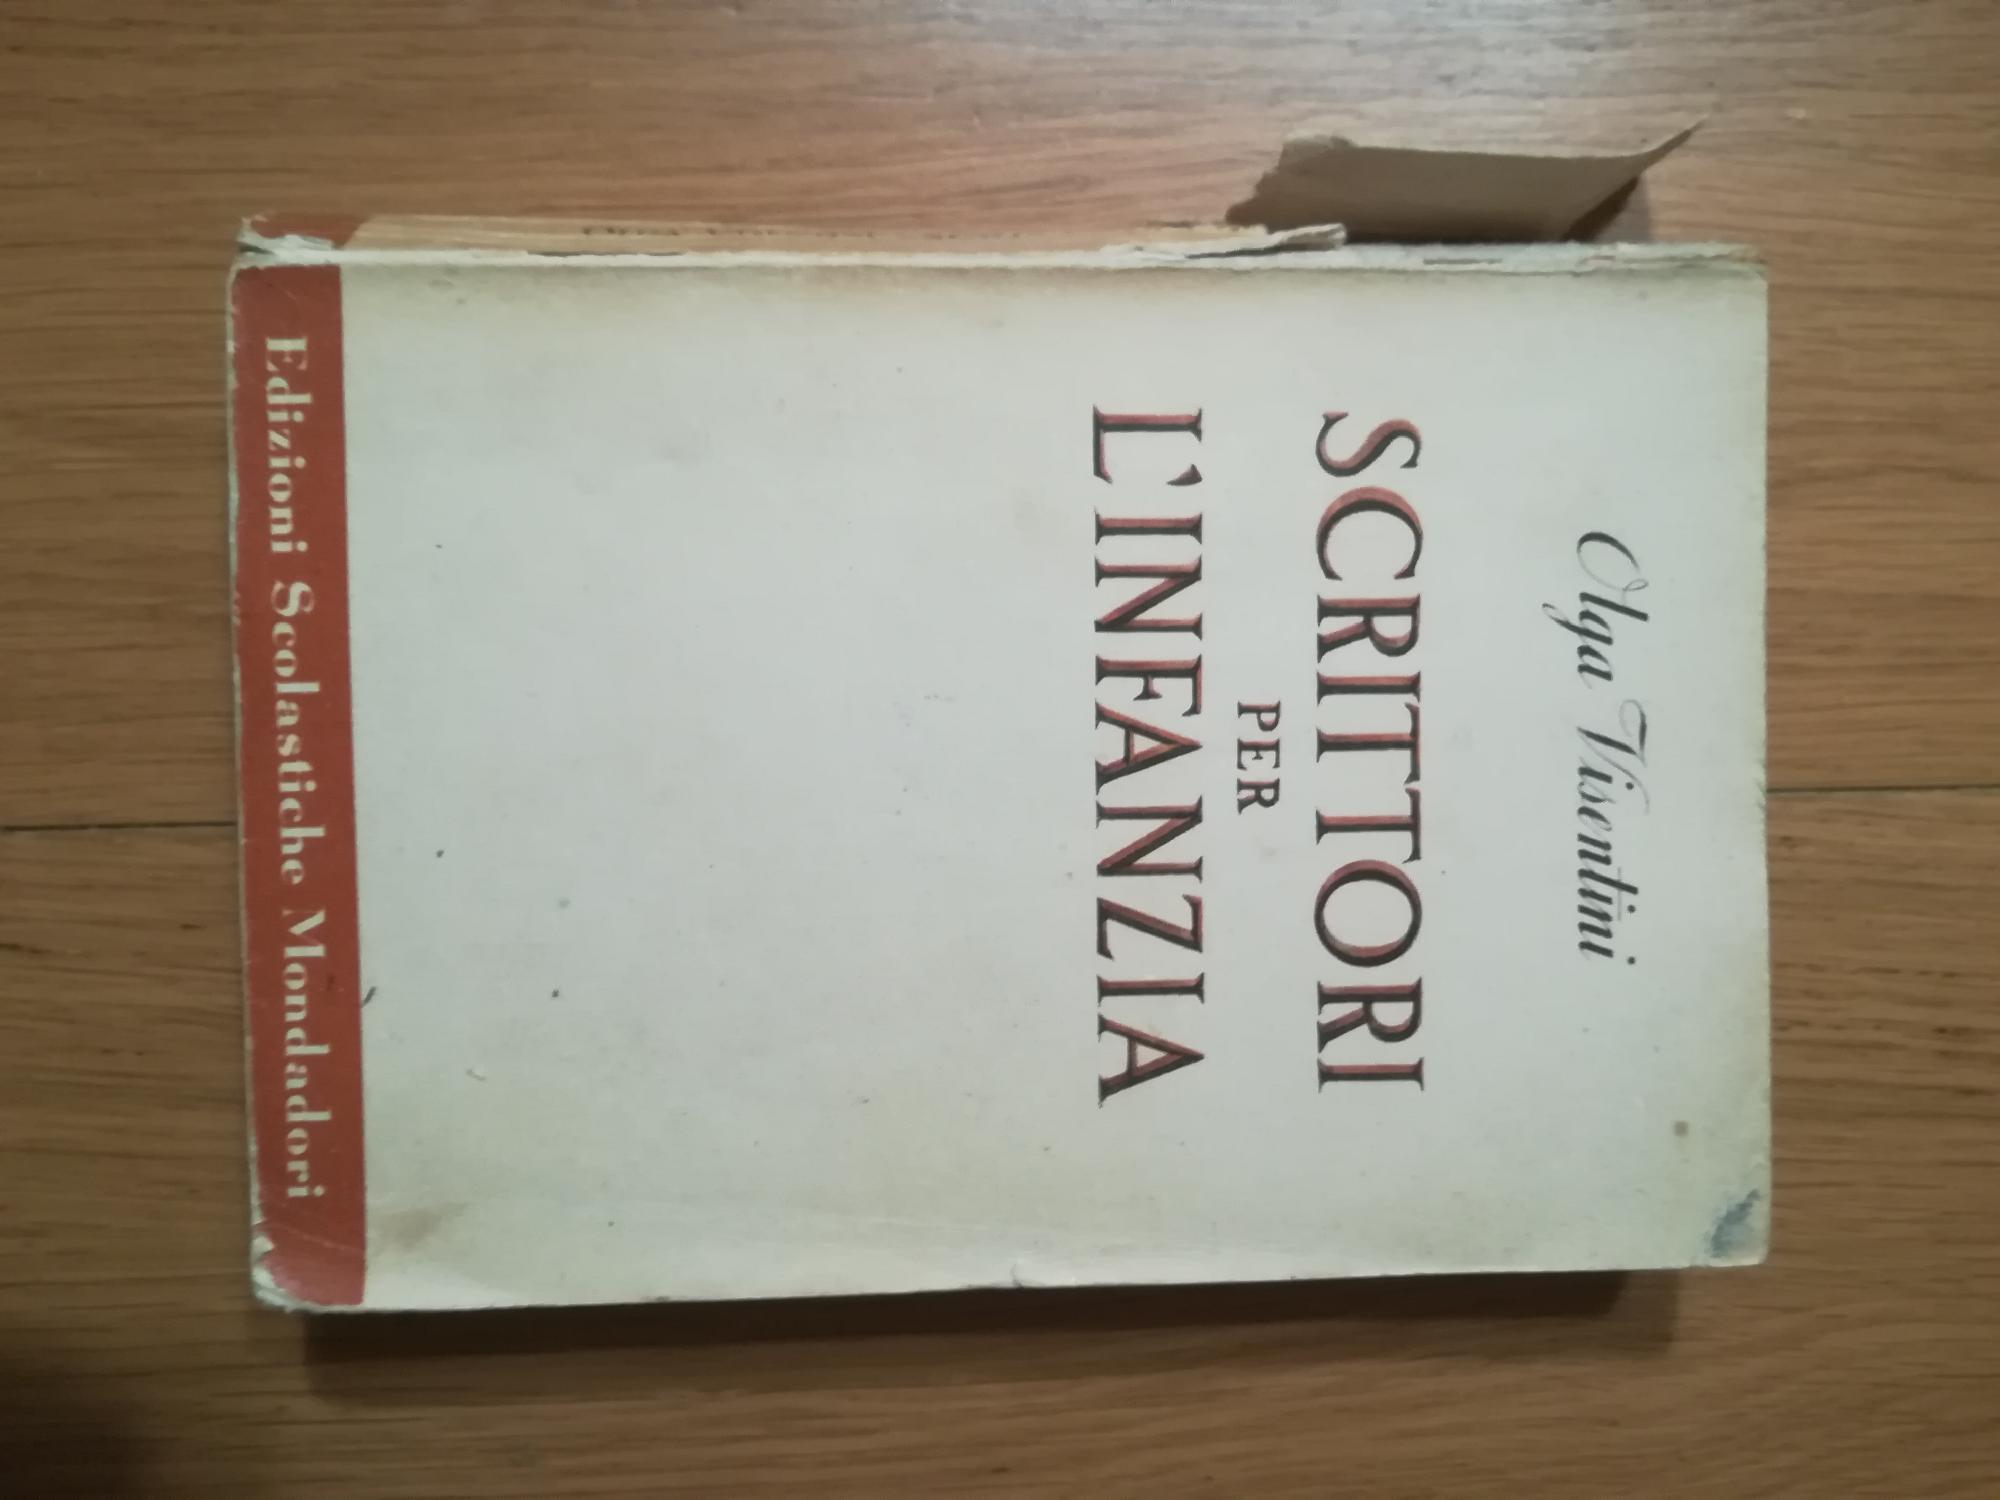 Olga Visentini
SCRITTORI
PER
L'INFANZIA
Edizioni Scolastiche Mondadori